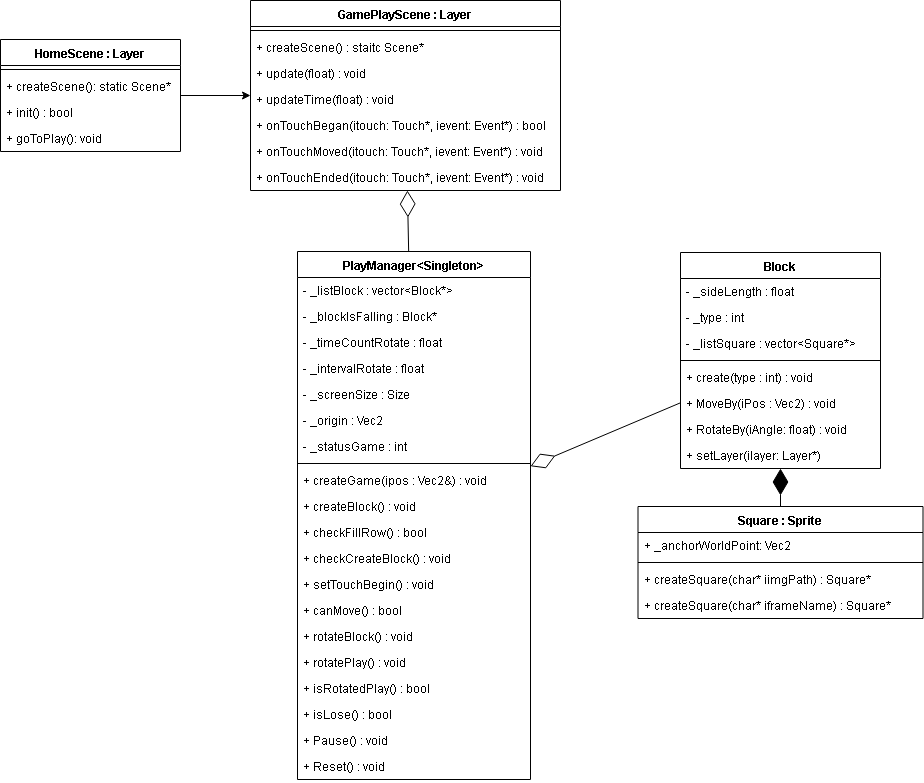 GamePlayScene : Layer
+ createScene() : staitc Scene*
+ update(float) : void
+ updateTime(float) : void
+ onTouchBegan(itouch: Touch*, ievent: Event*) : bool
+ onTouchMoved(itouch: Touch*, ievent: Event*) : void
+ onTouchEnded(itouch: Touch*, ievent: Event*) : void
HomeScene : Layer
+ createScene(): static Scene*
+ init() : bool
+ goToPlay(): void
PlayManager<Singleton>
- _listBlock : vector<Block*>
- _blockIsFalling : Block*
- _timeCountRotate : float
- _intervalRotate : float
- _screenSize : Size
- _origin : Vec2
- _statusGame : int
+ createGame(ipos : Vec2&) : void
+ createBlock() : void
+ checkFillRow() : bool
+ checkCreateBlock() : void
+ setTouchBegin() : void
+ canMove() : bool
+ rotateBlock() : void
+ rotatePlay() : void
+ isRotatedPlay() : bool
+ isLose() : bool
+ Pause() : void
+ Reset() : void
Block
- _sideLength : float
- _type : int
- _listSquare : vector<Square*>
+ create(type : int) : void
+ MoveBy(iPos : Vec2) : void
+ RotateBy(iAngle: float) : void
+ setLayer(ilayer: Layer*)
Square : Sprite
+ _anchorWorldPoint: Vec2
+ createSquare(char* iimgPath) : Square*
+ createSquare(char* iframeName) : Square*